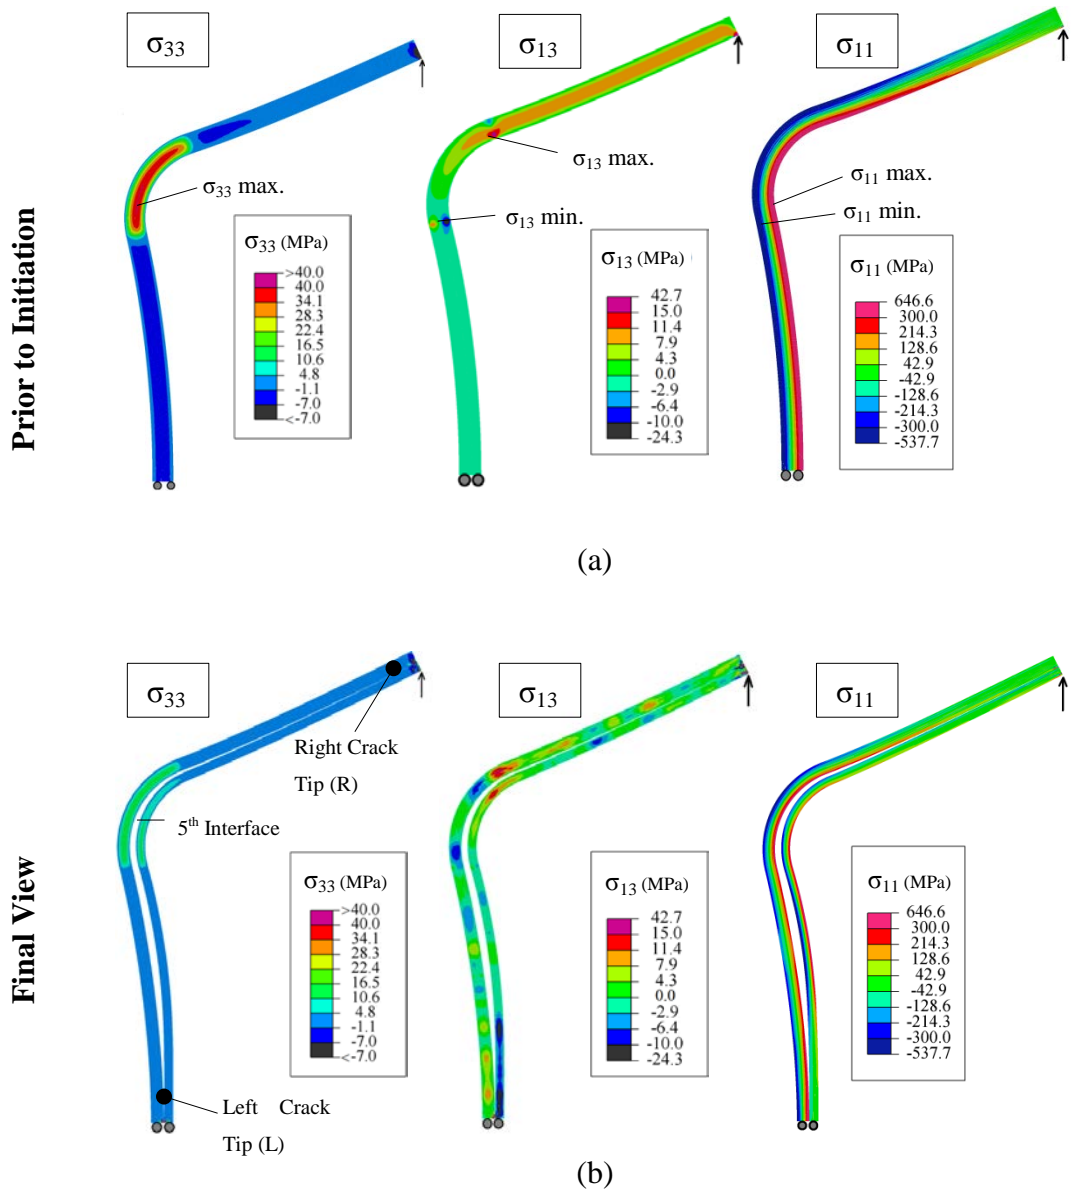 Prior to Initiation
σ33
σ13
σ11
σ33 max.
σ13 max.
σ13 min.
σ11 max.
σ11 min.
σ33 (MPa)
>40.0
40.0
34.1
28.3
22.4
16.5
10.6
4.8
-1.1
-7.0
<-7.0
σ13 (MPa)
42.7
15.0
11.4
7.9
4.3
0.0
-2.9
-6.4
-10.0
-24.3
σ11 (MPa)
646.6
300.0
214.3
128.6
42.9
-42.9
-128.6
-214.3
-300.0
-537.7
(a)
Final View
σ33
σ13
σ11
Right Crack
Tip (R)
5th Interface
Left Crack
Tip (L)
σ33 (MPa)
>40.0
40.0
34.1
28.3
22.4
16.5
10.6
4.8
-1.1
-7.0
<-7.0
σ13 (MPa)
42.7
15.0
11.4
7.9
4.3
0.0
-2.9
-6.4
-10.0
-24.3
σ11 (MPa)
646.6
300.0
214.3
128.6
42.9
-42.9
-128.6
-214.3
-300.0
-537.7
(b)